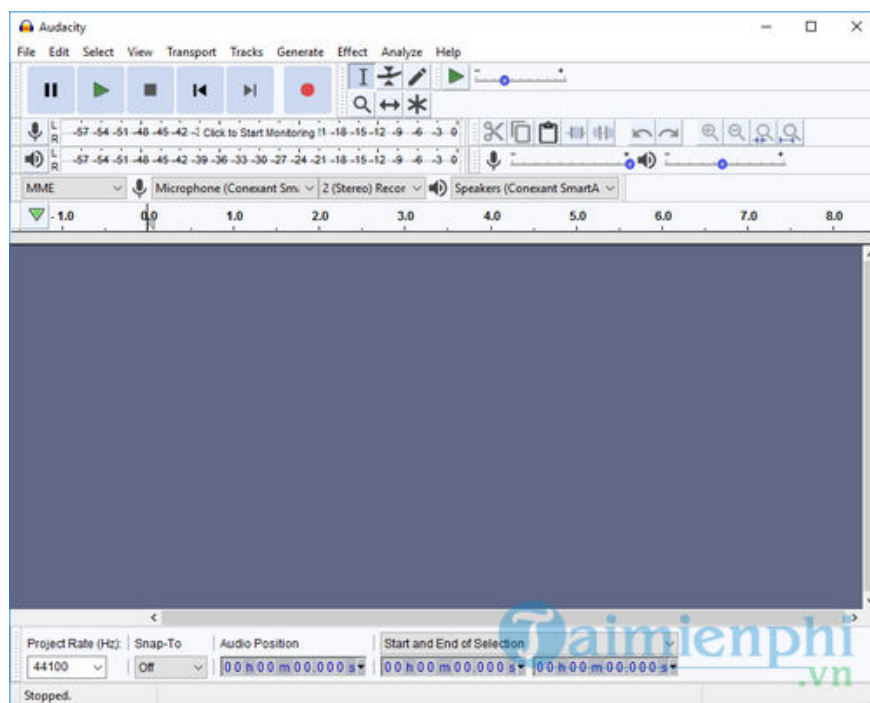 Audacity
File Edit Select View Transport Tracks Generate Effect Analyze Help
L R -57 -54 -51 -48 -45 -42 Click to Start Monitoring -18 -15 -12 -9 -6 -3 0
L R -57 -54 -51 -48 -45 -42 -39 -36 -33 -30 -27 -24 -21 -18 -15 -12 -9 -6 -3 0
MME Microphone (Conexant Sm 2 (Stereo) Recor Speakers (Conexant SmartA
-1.0 0.0 1.0 2.0 3.0 4.0 5.0 6.0 7.0 8.0
Project Rate (Hz): Snap-To Audio Position Start and End of Selection
44100 Off 00 h 00 m 00.000 s 00 h 00 m 00.000 s 00 h 00 m 00.000 s
Taimienphi
.vn
Stopped.